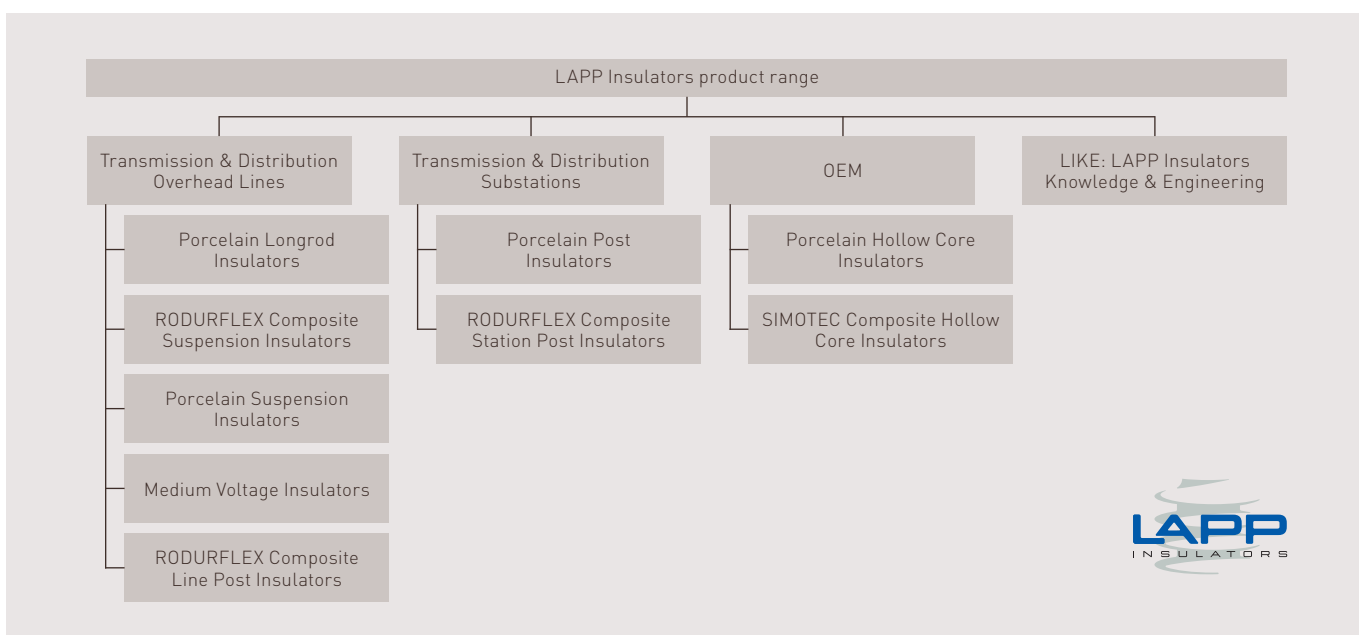 LAPP Insulators product range
Transmission & Distribution
Overhead Lines
Porcelain Longrod
Insulators
RODURFLEX Composite
Suspension Insulators
Porcelain Suspension
Insulators
Medium Voltage Insulators
RODURFLEX Composite
Line Post Insulators
Transmission & Distribution
Substations
Porcelain Post
Insulators
RODURFLEX Composite
Station Post Insulators
OEM
Porcelain Hollow Core
Insulators
SIMOTEC Composite Hollow
Core Insulators
LIKE: LAPP Insulators
Knowledge & Engineering
LAPP
INSULATORS